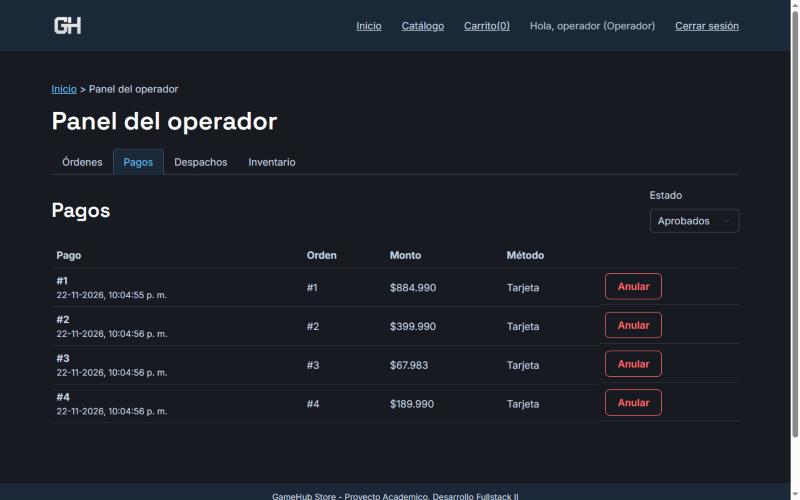 GH
Inicio Catálogo Carrito(0) Hola, operador (Operador) Cerrar sesión
Inicio > Panel del operador
Panel del operador
Órdenes Pagos Despachos Inventario
Estado
Pagos
Aprobados
Pago Orden Monto Método
#1
22-11-2026, 10:04:55 p. m.
#1 $884.990 Tarjeta Anular
#2
22-11-2026, 10:04:56 p. m.
#2 $399.990 Tarjeta Anular
#3
22-11-2026, 10:04:56 p. m.
#3 $67.983 Tarjeta Anular
#4
22-11-2026, 10:04:56 p. m.
#4 $189.990 Tarjeta Anular
GameHub Store - Proyecto Academico, Desarrollo Fullstack II